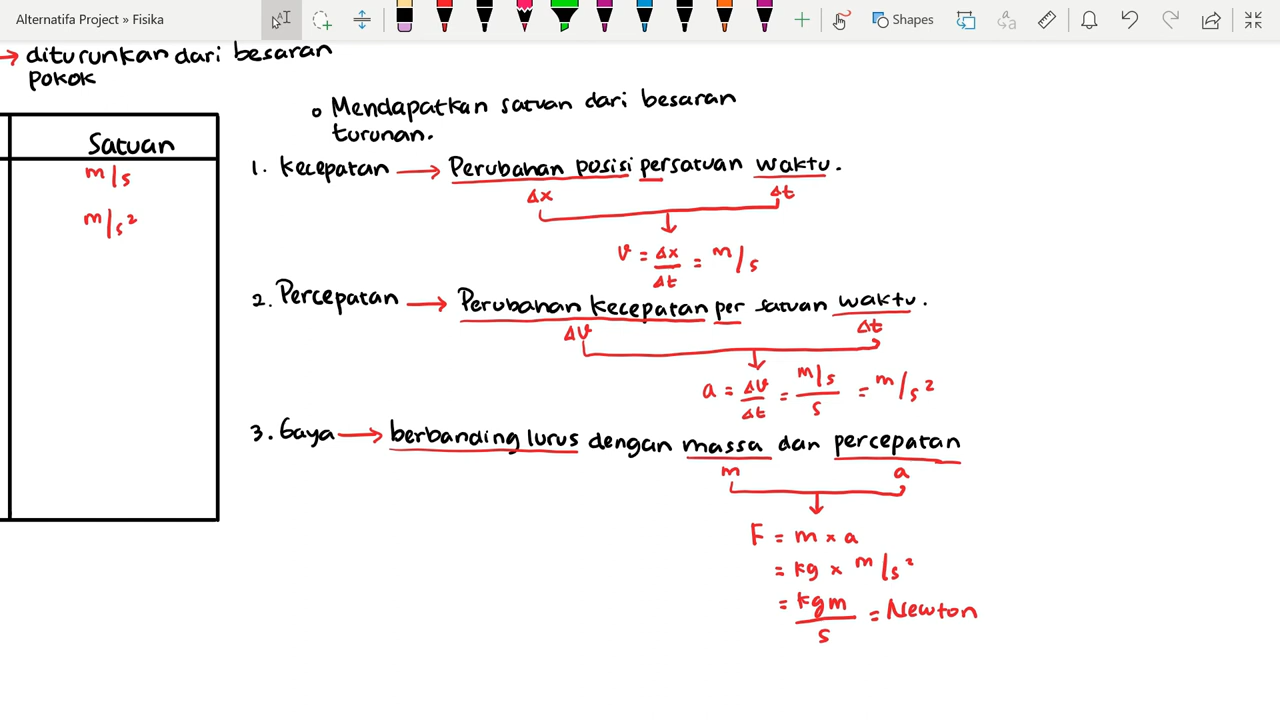 Alternatifa Project » Fisika
Shapes
→ diturunkan dari besaran
pokok
Satuan
m/s
m/s²
o Mendapatkan satuan dari besaran
turunan.
1. Kecepatan → Perubahan posisi persatuan waktu.
Δx Δt
v = Δx/Δt = m/s
2. Percepatan → Perubahan kecepatan per satuan waktu.
Δv Δt
a = Δv/Δt = m/s/s = m/s²
3. Gaya → berbanding lurus dengan massa dan percepatan
m a
F = m × a
= kg × m/s²
= kgm/s = Newton